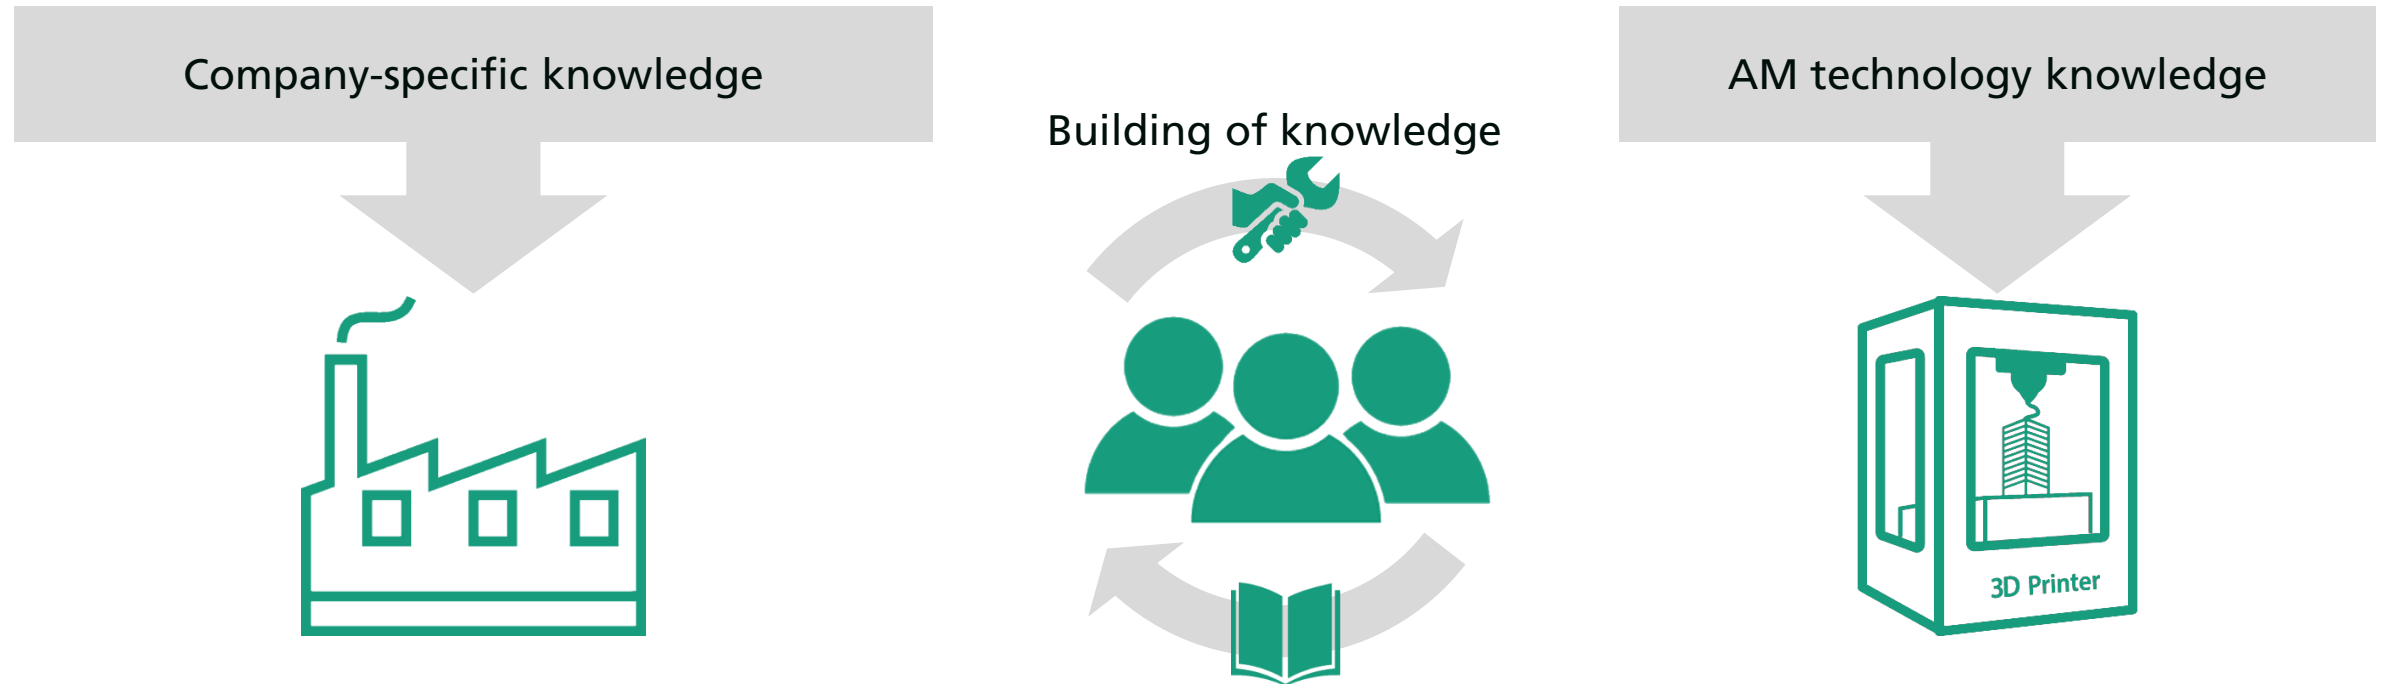 Company-specific knowledge
Building of knowledge
AM technology knowledge
3D Printer